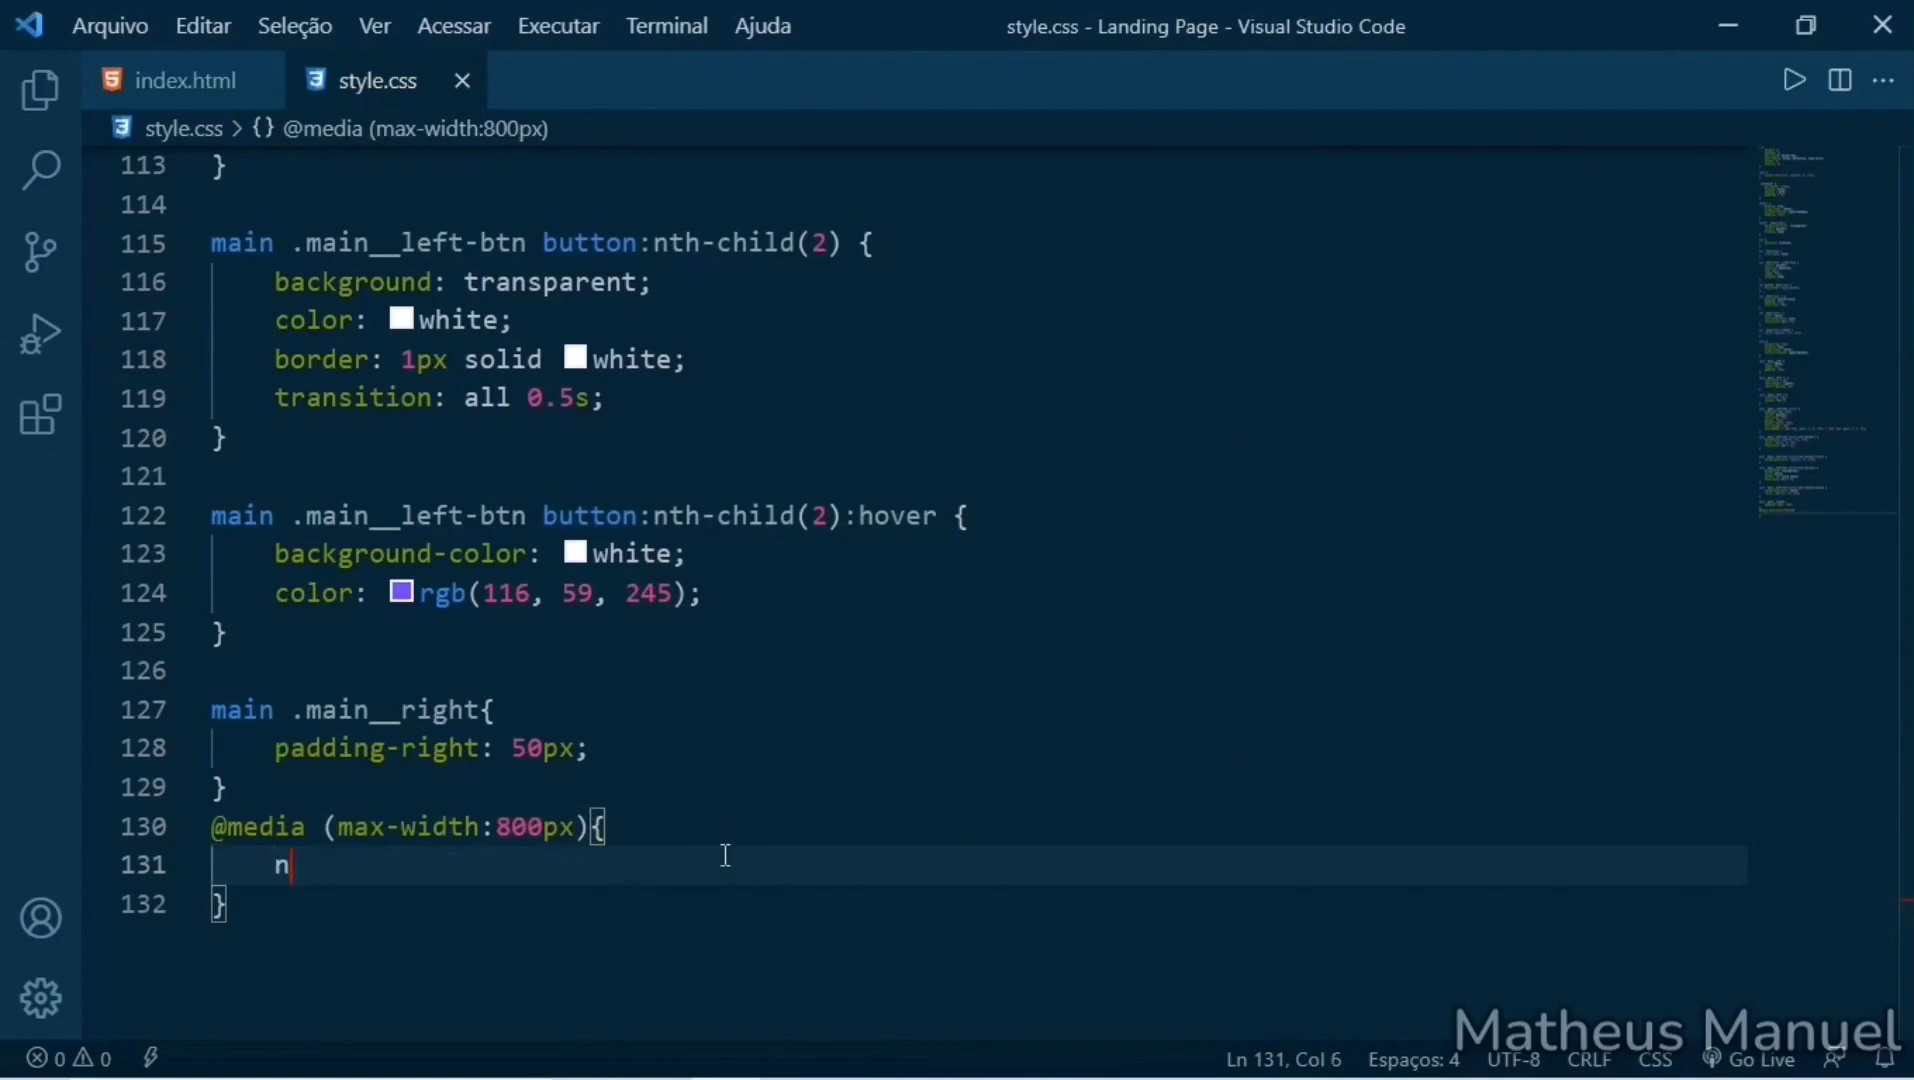 Arquivo Editar Seleção Ver Acessar Executar Terminal Ajuda style.css - Landing Page - Visual Studio Code
index.html style.css
style.css > {} @media (max-width:800px)
113 }
114
115 main .main__left-btn button:nth-child(2) {
116 background: transparent;
117 color: white;
118 border: 1px solid white;
119 transition: all 0.5s;
120 }
121
122 main .main__left-btn button:nth-child(2):hover {
123 background-color: white;
124 color: rgb(116, 59, 245);
125 }
126
127 main .main__right{
128 padding-right: 50px;
129 }
130 @media (max-width:800px){
131 n
132 }
Matheus Manuel
0 0 Ln 131, Col 6 Espaços: 4 UTF-8 CRLF CSS Go Live